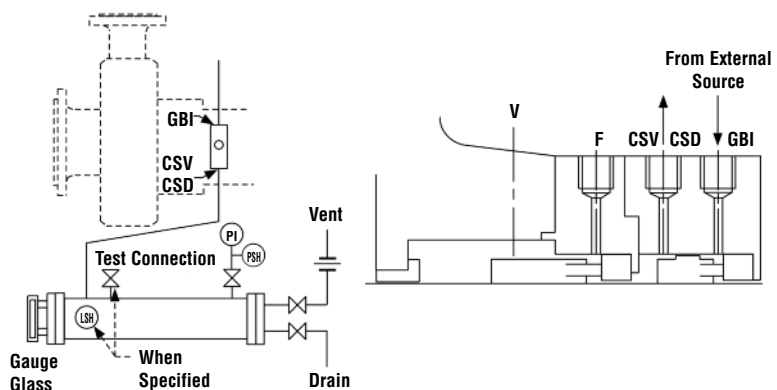 GBI
CSV
CSD
PI
PSH
Test Connection
Vent
LSH
Gauge
Glass
When
Specified
Drain
From External
Source
V
F
CSV CSD
GBI